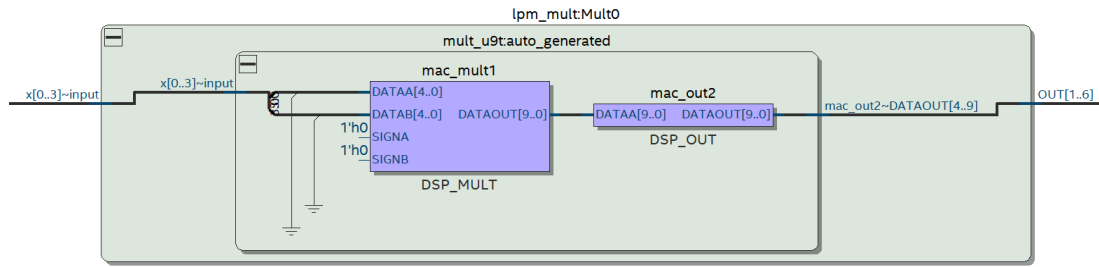 lpm_mult:Mult0
mult_u9t:auto_generated
mac_mult1
x[0..3]~input
x[0..3]~input
DATAA[4..0]
DATAB[4..0]
DATAOUT[9..0]
1'h0
SIGNA
1'h0
SIGNB
DSP_MULT
mac_out2
DATAA[9..0]
DATAOUT[9..0]
DSP_OUT
mac_out2~DATAOUT[4..9]
OUT[1..6]